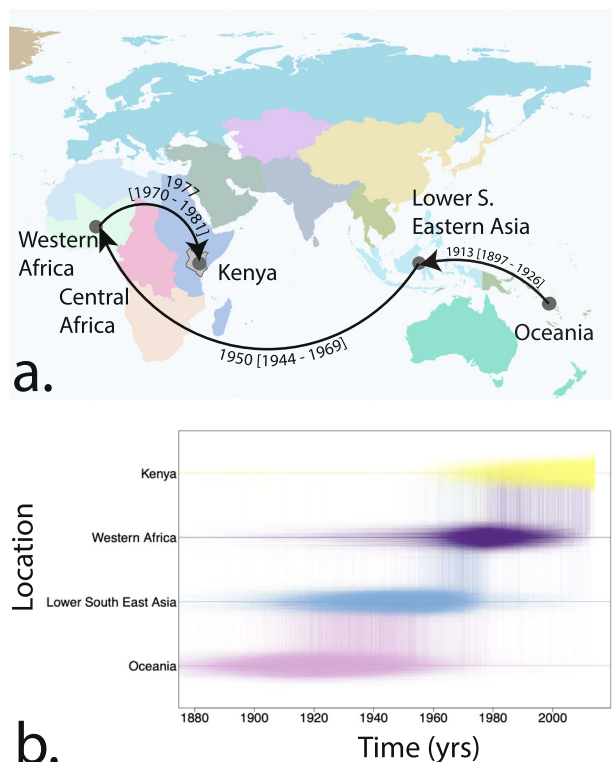 1977
[1970 - 1981]
Lower S.
Eastern Asia
Western
Africa
Kenya
1913 [1897 - 1926]
Central
Africa
Oceania
1950 [1944 - 1969]
a.
Location
Kenya
Western Africa
Lower South East Asia
Oceania
1880 1900 1920 1940 1960 1980 2000
Time (yrs)
b.